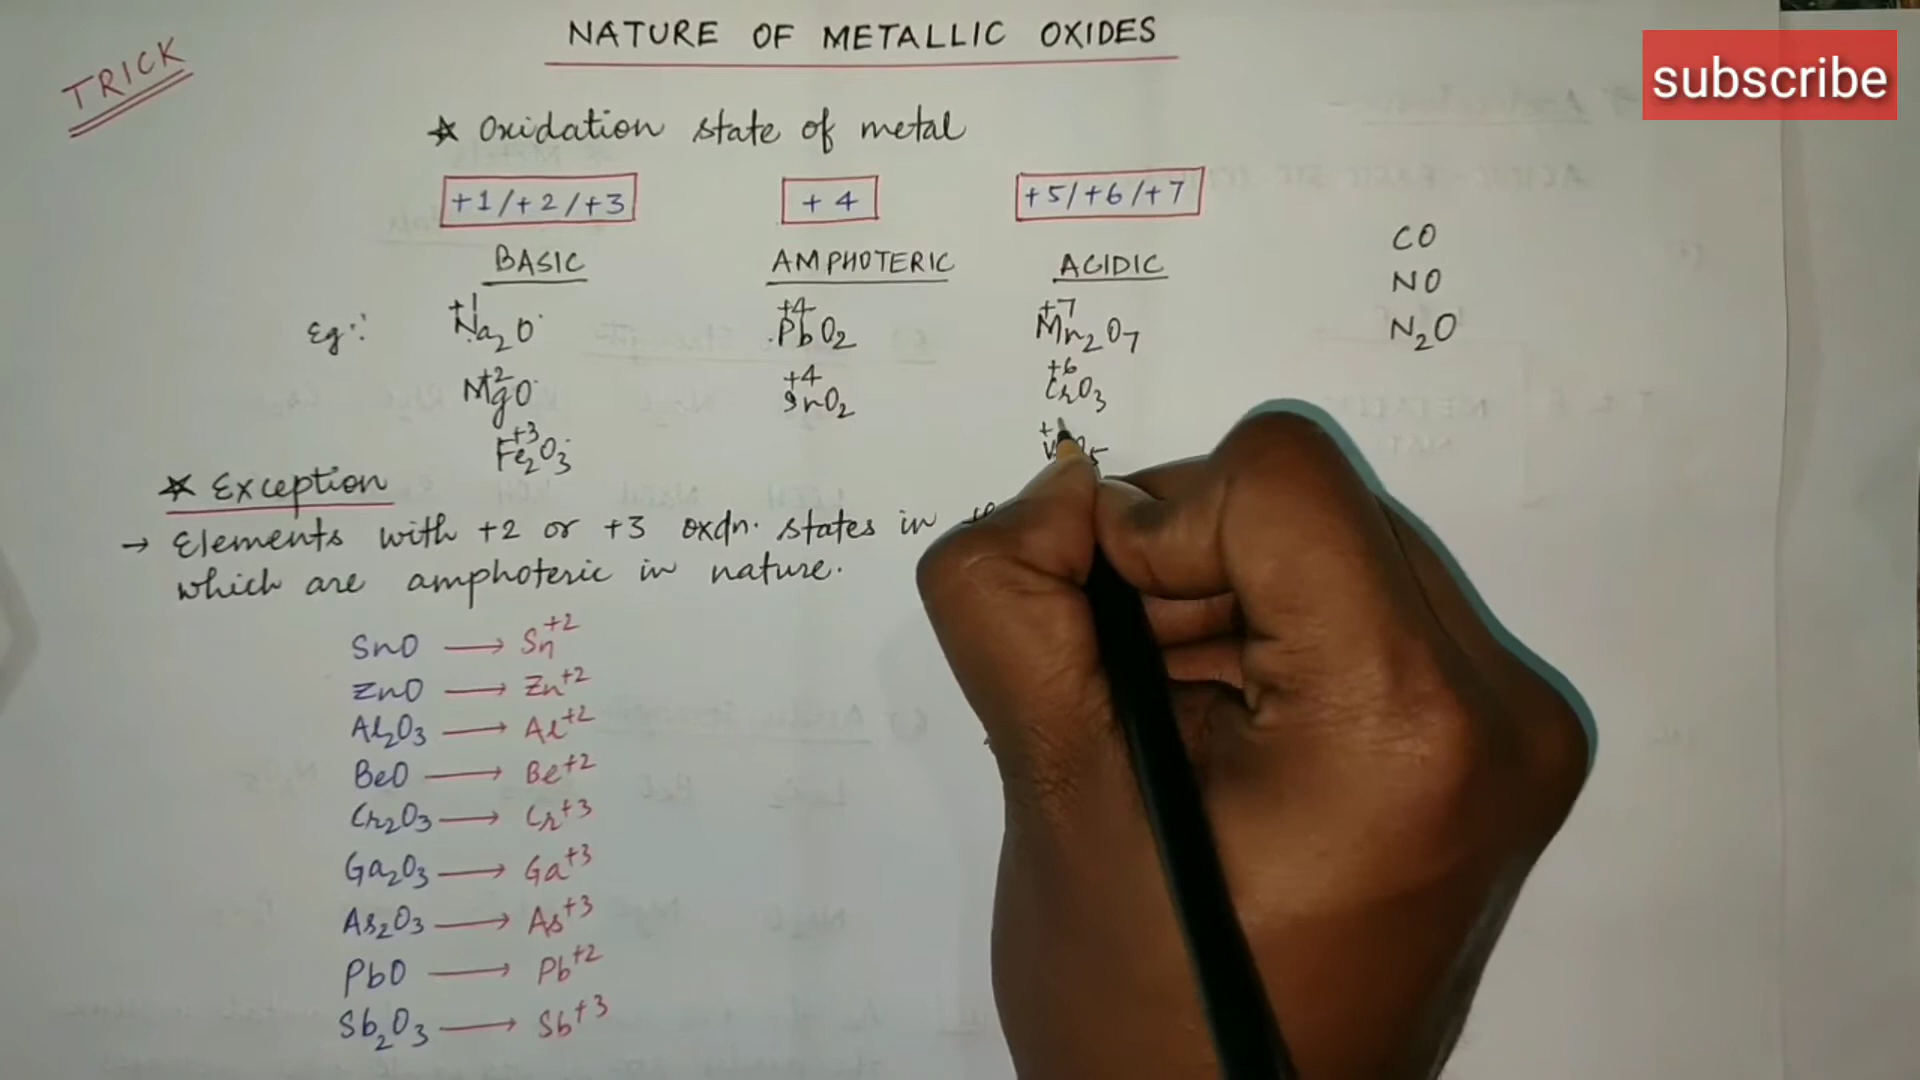 NATURE OF METALLIC OXIDES
TRICK
subscribe
☆ Oxidation state of metal
+1/+2/+3 +4 +5/+6/+7
BASIC AMPHOTERIC ACIDIC
CO
NO
N₂O
Eg:- +1 Na₂O +4 PbO₂ +7 Mn₂O₇
+2 MgO +4 SnO₂ +6 CrO₃
+3 Fe₂O₃
☆ Exception
→ Elements with +2 or +3 oxdn. states in
which are amphoteric in nature.
SnO → Sn⁺²
ZnO → Zn⁺²
Al₂O₃ → Al⁺²
BeO → Be⁺²
Cr₂O₃ → Cr⁺³
Ga₂O₃ → Ga⁺³
As₂O₃ → As⁺³
PbO → Pb⁺²
Sb₂O₃ → Sb⁺³